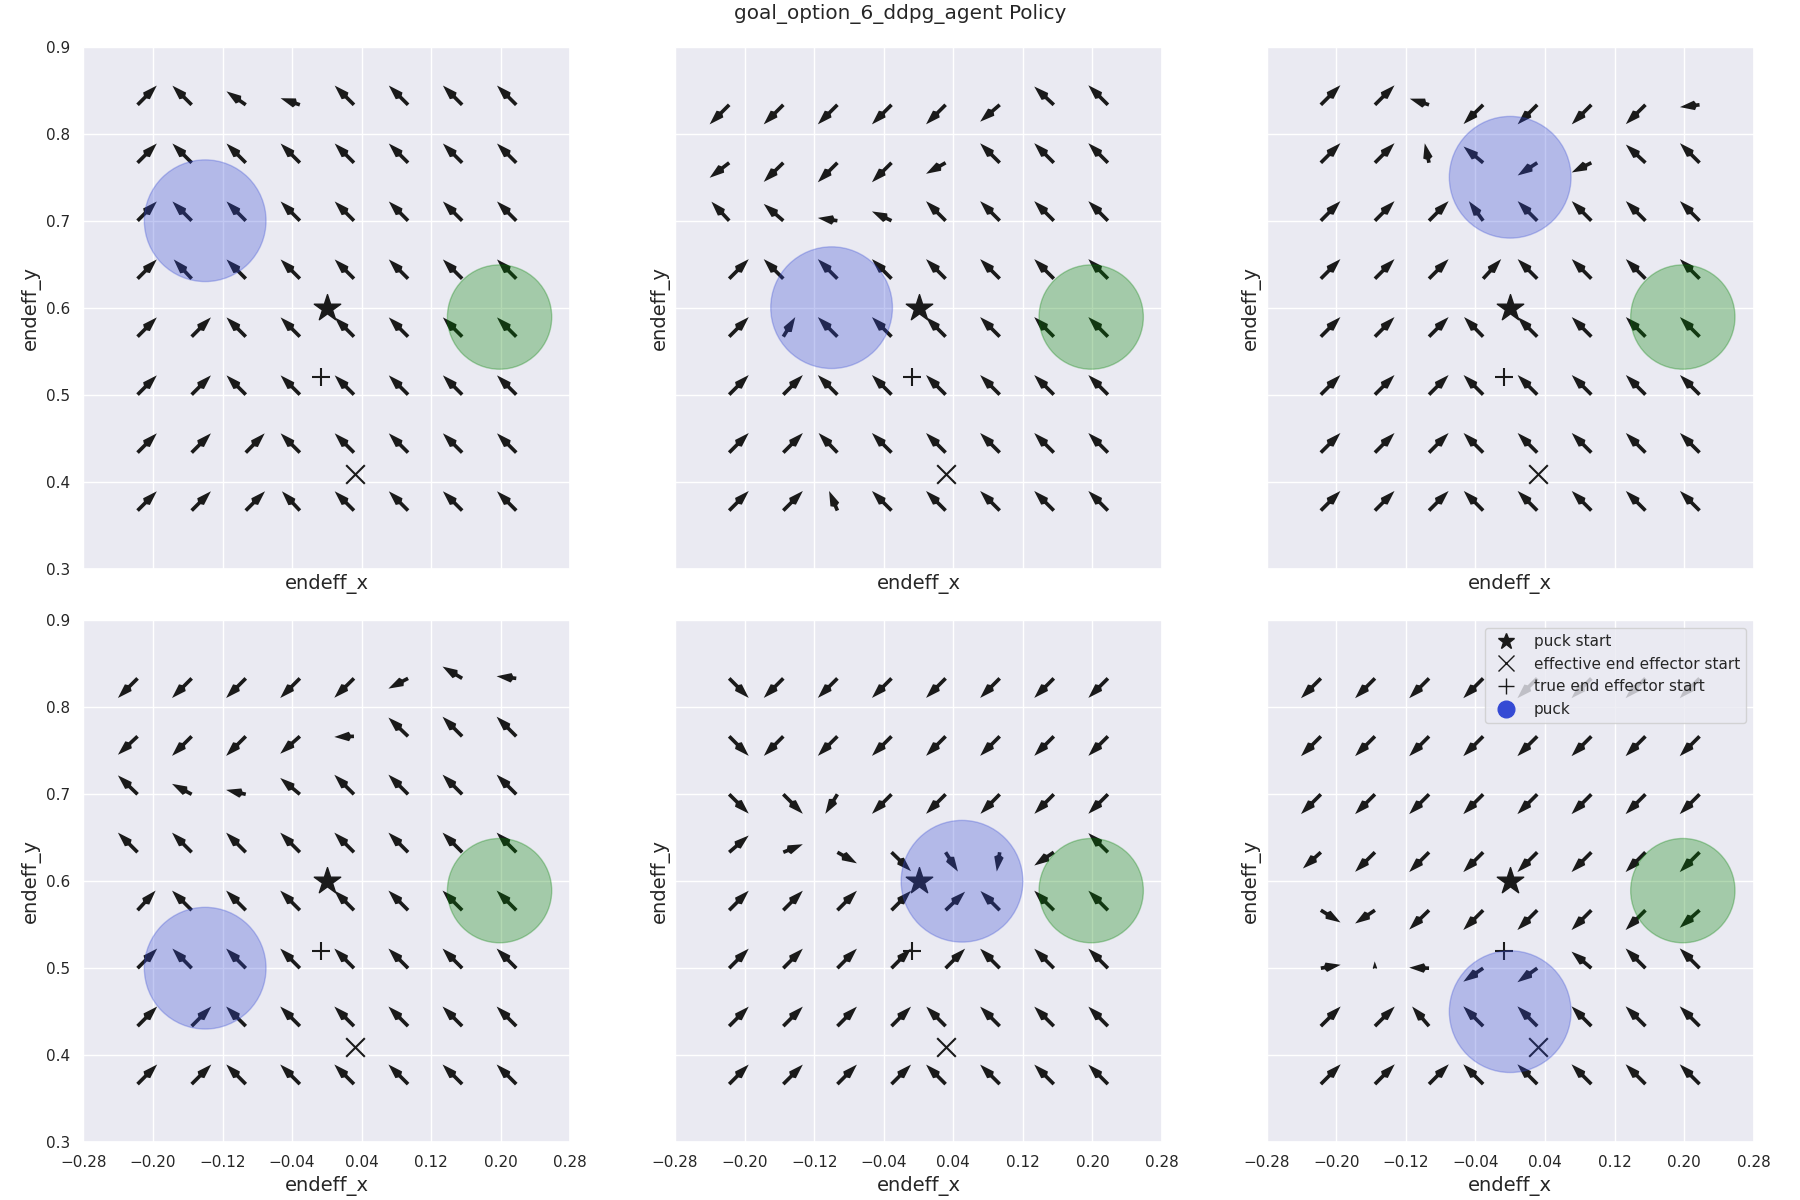 goal_option_6_ddpg_agent Policy
0.9
0.8
0.7
0.6
0.5
0.4
0.3
endeff_y
endeff_x
endeff_y
endeff_x
endeff_y
endeff_x
0.9
0.8
0.7
0.6
0.5
0.4
0.3
endeff_y
−0.28 −0.20 −0.12 −0.04 0.04 0.12 0.20 0.28
endeff_x
endeff_y
−0.28 −0.20 −0.12 −0.04 0.04 0.12 0.20 0.28
endeff_x
puck start
effective end effector start
true end effector start
puck
endeff_y
−0.28 −0.20 −0.12 −0.04 0.04 0.12 0.20 0.28
endeff_x